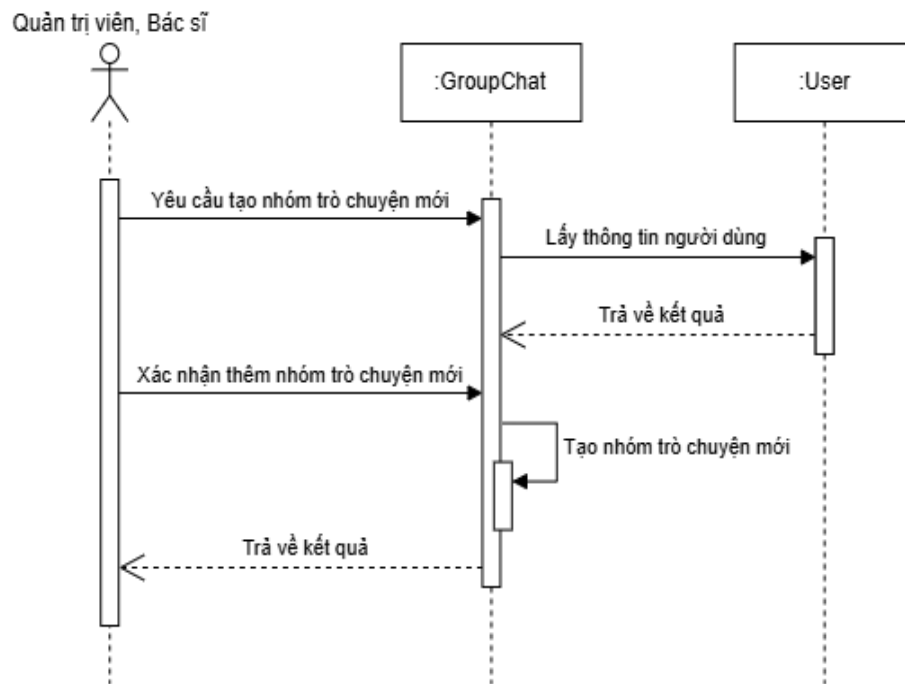 Quản trị viên, Bác sĩ
:GroupChat
:User
Yêu cầu tạo nhóm trò chuyện mới
Lấy thông tin người dùng
Trả về kết quả
Xác nhận thêm nhóm trò chuyện mới
Tạo nhóm trò chuyện mới
Trả về kết quả